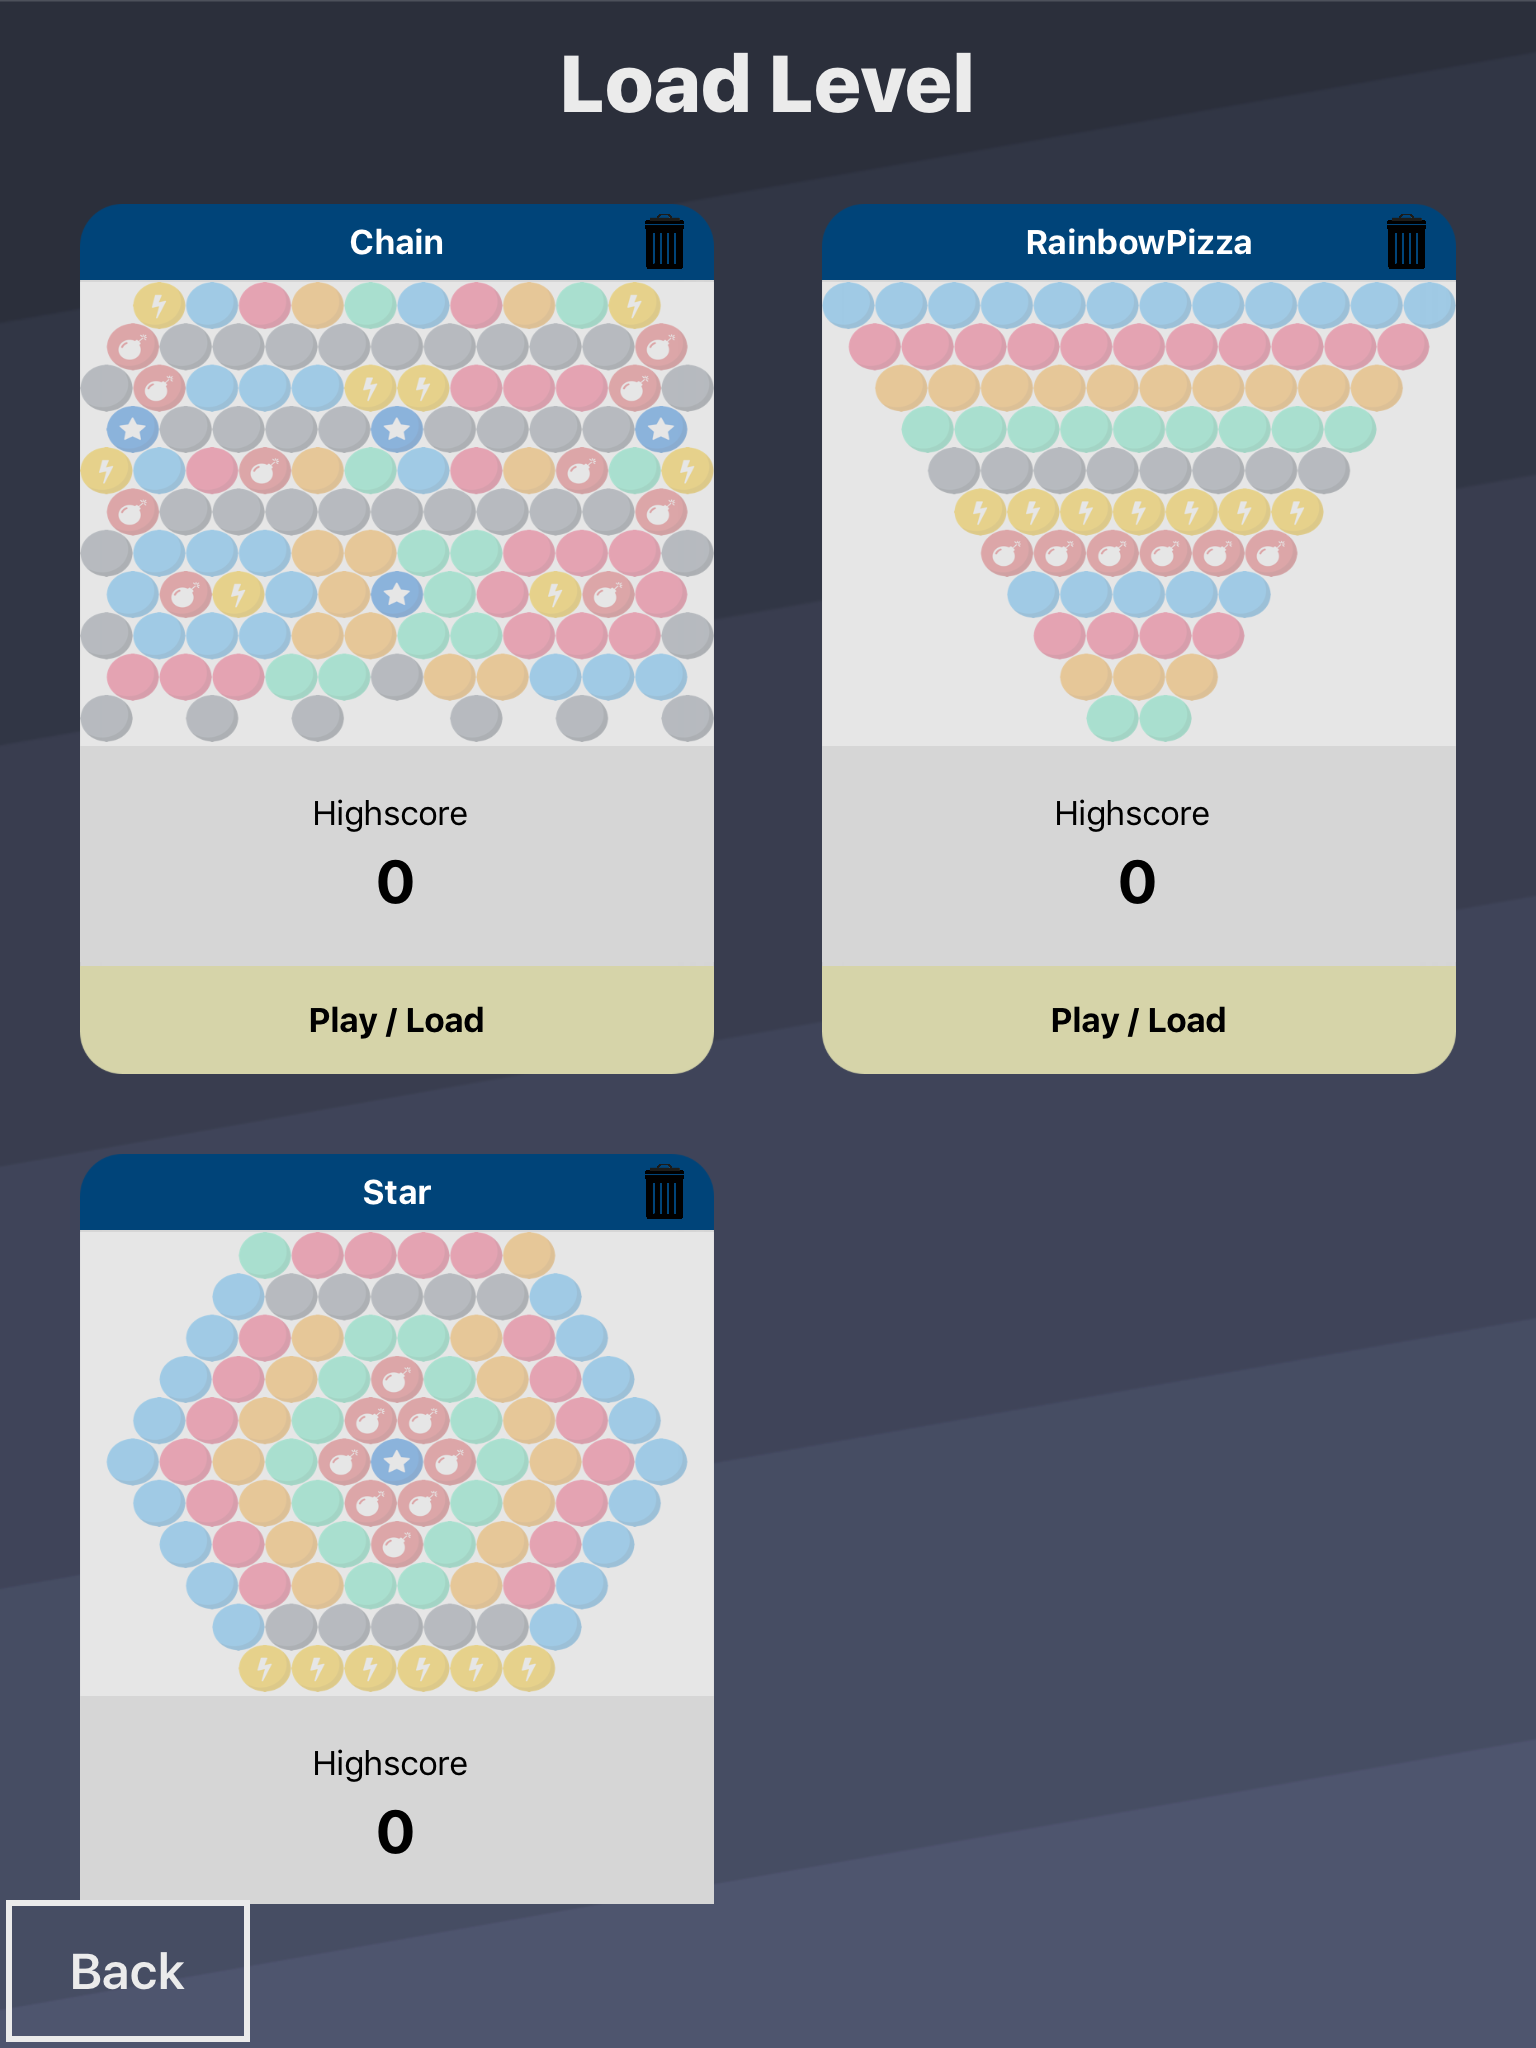 Load Level
Chain
RainbowPizza
Highscore
0
Highscore
0
Play / Load
Play / Load
Star
Highscore
0
Back